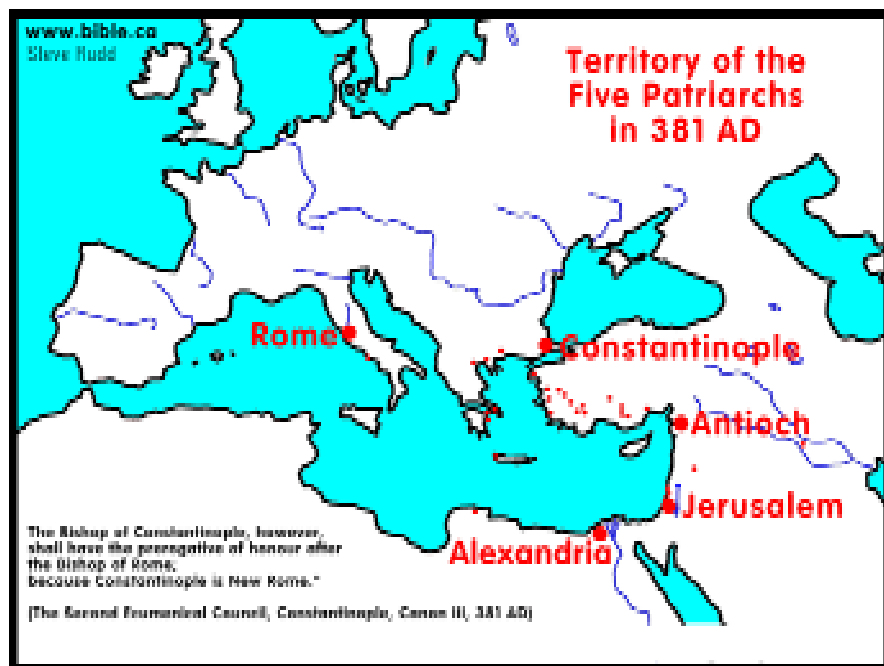 www.bible.ca
Steve Rudd
Territory of the
Five Patriarchs
in 381 AD
Rome
Constantinople
Antioch
Jerusalem
Alexandria
The Bishop of Constantinople, however,
shall have the prerogative of honour after
the Bishop of Rome;
because Constantinople is New Rome."
(The Second Ecumenical Council, Constantinople, Canon III, 381 AD)